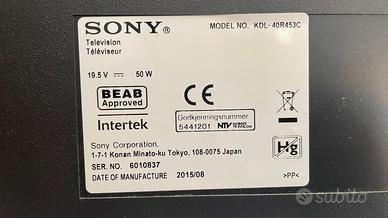 SONY®
MODEL NO. KDL-40R453C
Television
Téléviseur
19.5 V ⎓ 50 W
BEAB
Approved
Intertek
CE
Godkjenningsnummer
5441201 NTV
Sony Corporation,
1-7-1 Konan Minato-ku Tokyo, 108-0075 Japan
SER. NO. 6010837
DATE OF MANUFACTURE 2015/08
Hg
>PP<
subito